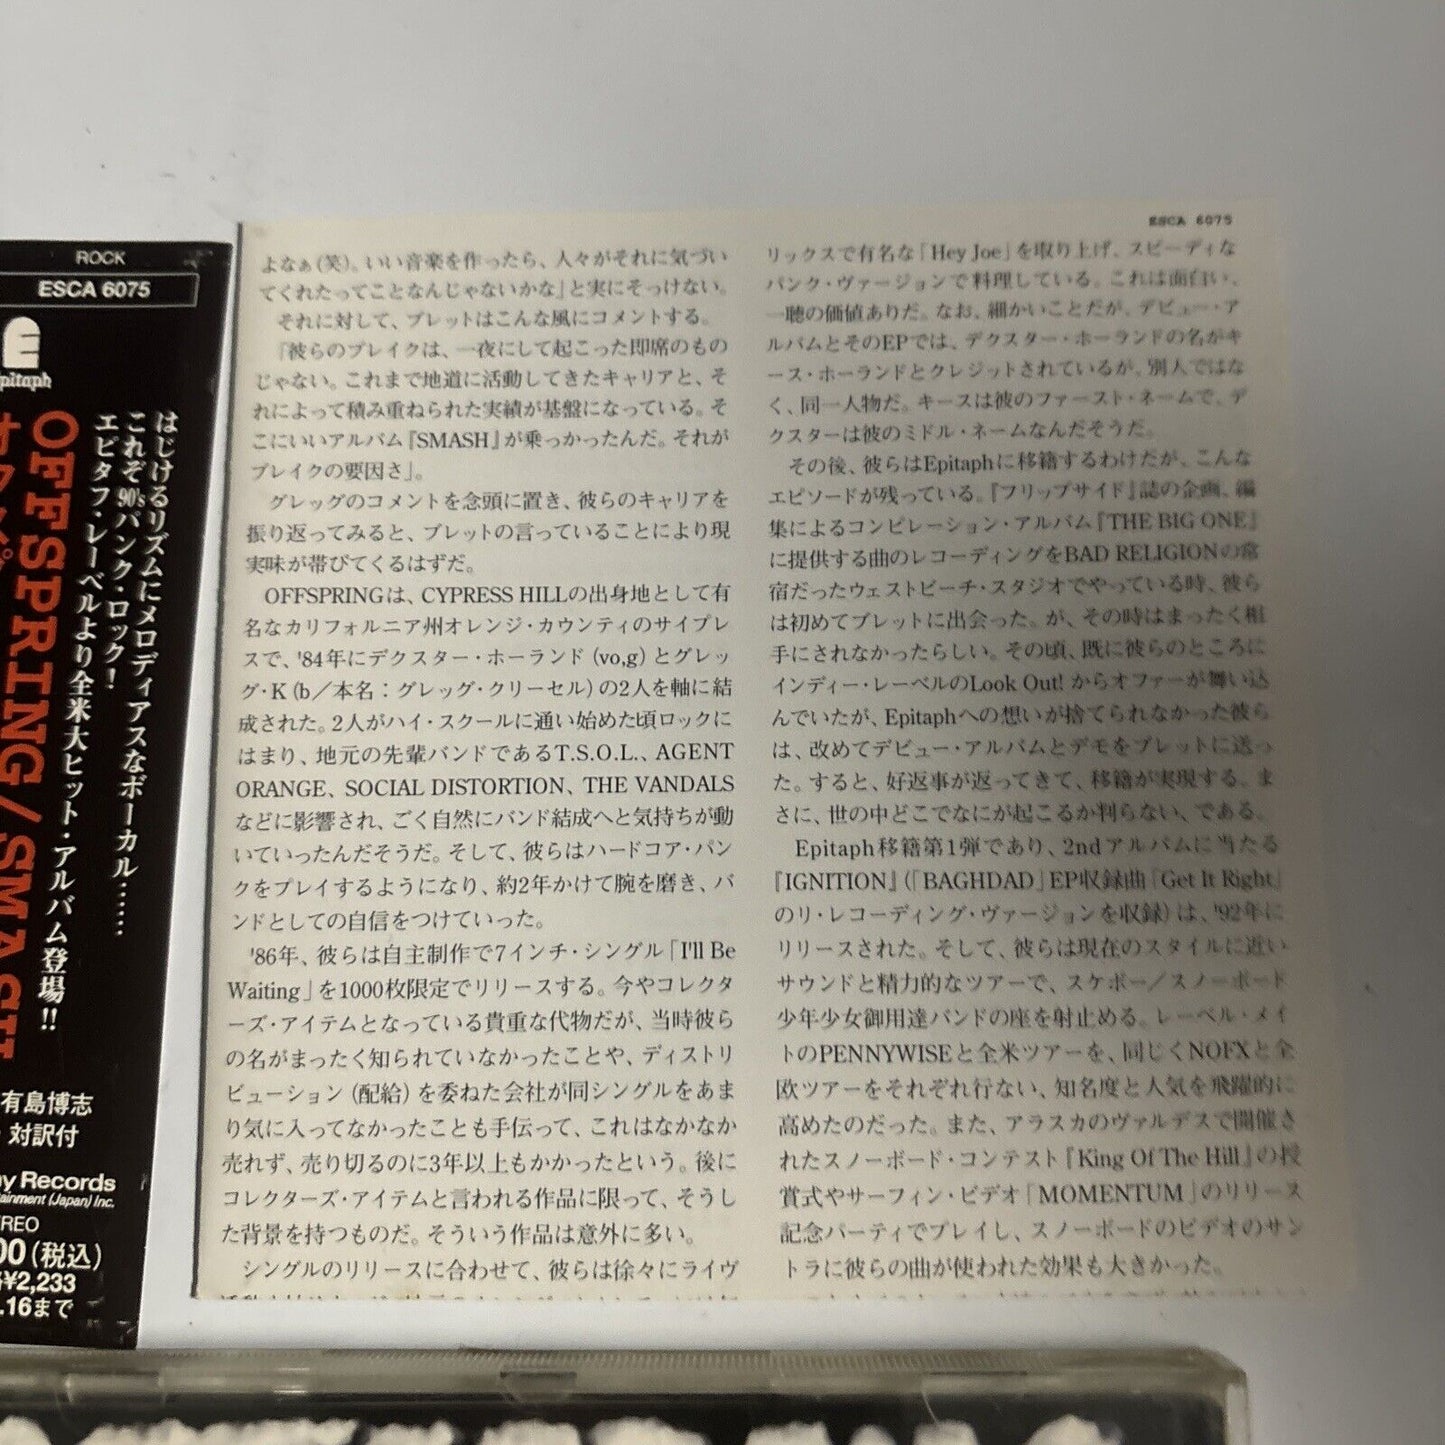 ROCK
ESCA 6075
Epitaph
はじけるリズムにメロディアスなボーカル……
これぞ90'sパンク・ロック!
エピタフ・レーベルより全米大ヒット・アルバム登場!!
OFFSPRING/SMASH
有島博志
対訳付
ny Records
tainment (Japan) Inc.
EREO
00(税込)
¥2,233
.16まで
ESCA 6075
よなぁ(笑)。いい音楽を作ったら、人々がそれに気づい
てくれたってことなんじゃないかな」と実にそっけない。
それに対して、ブレットはこんな風にコメントする。
『彼らのブレイクは、一夜にして起こった即席のもの
じゃない。これまで地道に活動してきたキャリアと、そ
れによって積み重ねられた実績が基盤になっている。そ
こにいいアルバム『SMASH』が乗っかったんだ。それが
ブレイクの要因さ』。
グレッグのコメントを念頭に置き、彼らのキャリアを
振り返ってみると、ブレットの言っていることにより現
実味が帯びてくるはずだ。
OFFSPRINGは、CYPRESS HILLの出身地として有
名なカリフォルニア州オレンジ・カウンティのサイプレ
スで、'84年にデクスター・ホーランド(vo,g)とグレッ
グ・K(b/本名:グレッグ・クリーセル)の2人を軸に結
成された。2人がハイ・スクールに通い始めた頃ロックに
はまり、地元の先輩バンドであるT.S.O.L.、AGENT
ORANGE、SOCIAL DISTORTION、THE VANDALS
などに影響され、ごく自然にバンド結成へと気持ちが動
いていったんだそうだ。そして、彼らはハードコア・パン
クをプレイするようになり、約2年かけて腕を磨き、バ
ンドとしての自信をつけていった。
'86年、彼らは自主制作で7インチ・シングル「I'll Be
Waiting」を1000枚限定でリリースする。今やコレクタ
ーズ・アイテムとなっている貴重な代物だが、当時彼ら
の名がまったく知られていなかったことや、ディストリ
ビューション(配給)を委ねた会社が同シングルをあま
り気に入ってなかったことも手伝って、これはなかなか
売れず、売り切るのに3年以上もかかったという。後に
コレクターズ・アイテムと言われる作品に限って、そうし
た背景を持つものだ。そういう作品は意外に多い。
シングルのリリースに合わせて、彼らは徐々にライヴ
リックスで有名な「Hey Joe」を取り上げ、スピーディな
パンク・ヴァージョンで料理している。これは面白い、
一聴の価値ありだ。なお、細かいことだが、デビュー・ア
ルバムとそのEPでは、デクスター・ホーランドの名がキ
ース・ホーランドとクレジットされているが、別人ではな
く、同一人物だ。キースは彼のファースト・ネームで、デ
クスターは彼のミドル・ネームなんだそうだ。
その後、彼らはEpitaphに移籍するわけだが、こんな
エピソードが残っている。『フリップサイド』誌の企画、編
集によるコンピレーション・アルバム『THE BIG ONE』
に提供する曲のレコーディングをBAD RELIGIONの常
宿だったウェストビーチ・スタジオでやっている時、彼ら
は初めてブレットに出会った。が、その時はまったく相
手にされなかったらしい。その頃、既に彼らのところに
インディー・レーベルのLook Out!からオファーが舞い込
んでいたが、Epitaphへの想いが捨てられなかった彼ら
は、改めてデビュー・アルバムとデモをブレットに送っ
た。すると、好返事が返ってきて、移籍が実現する。ま
さに、世の中どこでなにが起こるか判らない、である。
Epitaph移籍第1弾であり、2ndアルバムに当たる
『IGNITION』(「BAGHDAD」EP収録曲「Get It Right」
のリ・レコーディング・ヴァージョンを収録)は、'92年に
リリースされた。そして、彼らは現在のスタイルに近い
サウンドと精力的なツアーで、スケボー/スノーボード
少年少女御用達バンドの座を射止める。レーベル・メイ
トのPENNYWISEと全米ツアーを、同じくNOFXと全
欧ツアーをそれぞれ行ない、知名度と人気を飛躍的に
高めたのだった。また、アラスカのヴァルデスで開催さ
れたスノーボード・コンテスト『King Of The Hill』の授
賞式やサーフィン・ビデオ「MOMENTUM」のリリース
記念パーティでプレイし、スノーボードのビデオのサン
トラに彼らの曲が使われた効果も大きかった。